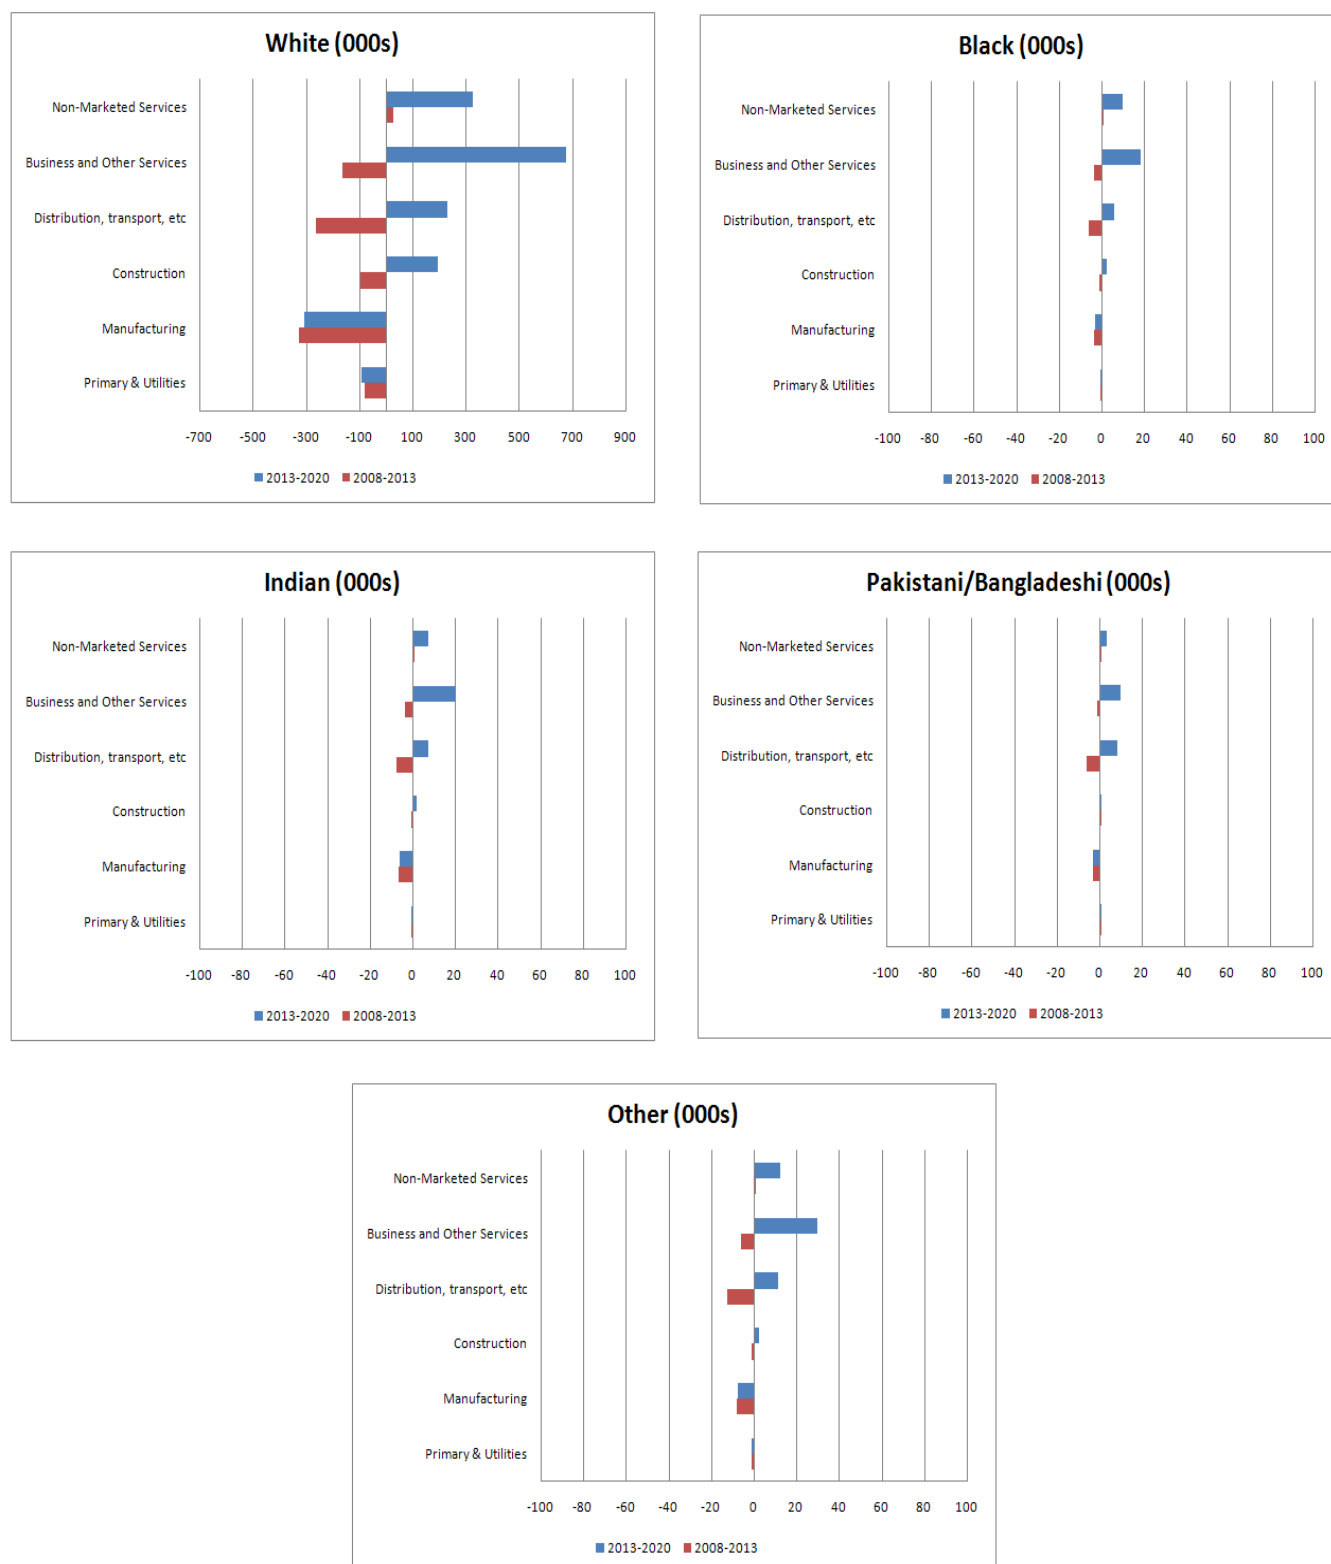 White (000s)
Non-Marketed Services
Business and Other Services
Distribution, transport, etc
Construction
Manufacturing
Primary & Utilities
-700 -500 -300 -100 100 300 500 700 900
2013-2020 2008-2013
Black (000s)
Non-Marketed Services
Business and Other Services
Distribution, transport, etc
Construction
Manufacturing
Primary & Utilities
-100 -80 -60 -40 -20 0 20 40 60 80 100
2013-2020 2008-2013
Indian (000s)
Non-Marketed Services
Business and Other Services
Distribution, transport, etc
Construction
Manufacturing
Primary & Utilities
-100 -80 -60 -40 -20 0 20 40 60 80 100
2013-2020 2008-2013
Pakistani/Bangladeshi (000s)
Non-Marketed Services
Business and Other Services
Distribution, transport, etc
Construction
Manufacturing
Primary & Utilities
-100 -80 -60 -40 -20 0 20 40 60 80 100
2013-2020 2008-2013
Other (000s)
Non-Marketed Services
Business and Other Services
Distribution, transport, etc
Construction
Manufacturing
Primary & Utilities
-100 -80 -60 -40 -20 0 20 40 60 80 100
2013-2020 2008-2013